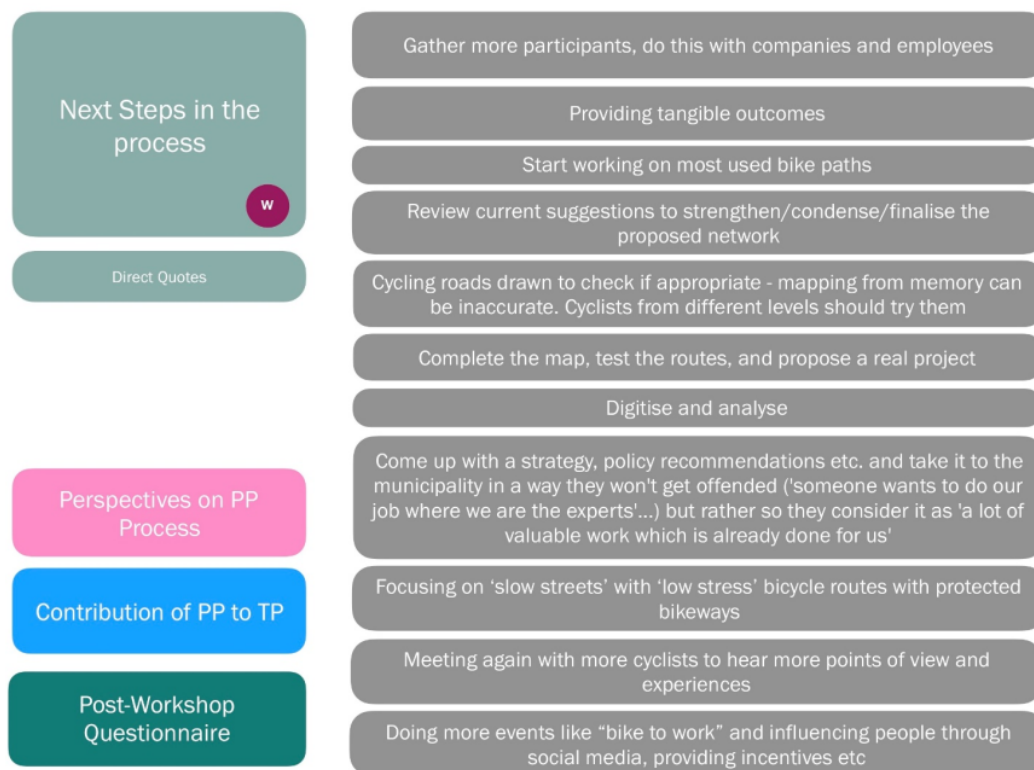 Next Steps in the
process
W
Direct Quotes
Perspectives on PP
Process
Contribution of PP to TP
Post-Workshop
Questionnaire
Gather more participants, do this with companies and employees
Providing tangible outcomes
Start working on most used bike paths
Review current suggestions to strengthen/condense/finalise the
proposed network
Cycling roads drawn to check if appropriate - mapping from memory can
be inaccurate. Cyclists from different levels should try them
Complete the map, test the routes, and propose a real project
Digitise and analyse
Come up with a strategy, policy recommendations etc. and take it to the
municipality in a way they won't get offended ('someone wants to do our
job where we are the experts'...) but rather so they consider it as 'a lot of
valuable work which is already done for us'
Focusing on ‘slow streets’ with ‘low stress’ bicycle routes with protected
bikeways
Meeting again with more cyclists to hear more points of view and
experiences
Doing more events like “bike to work” and influencing people through
social media, providing incentives etc